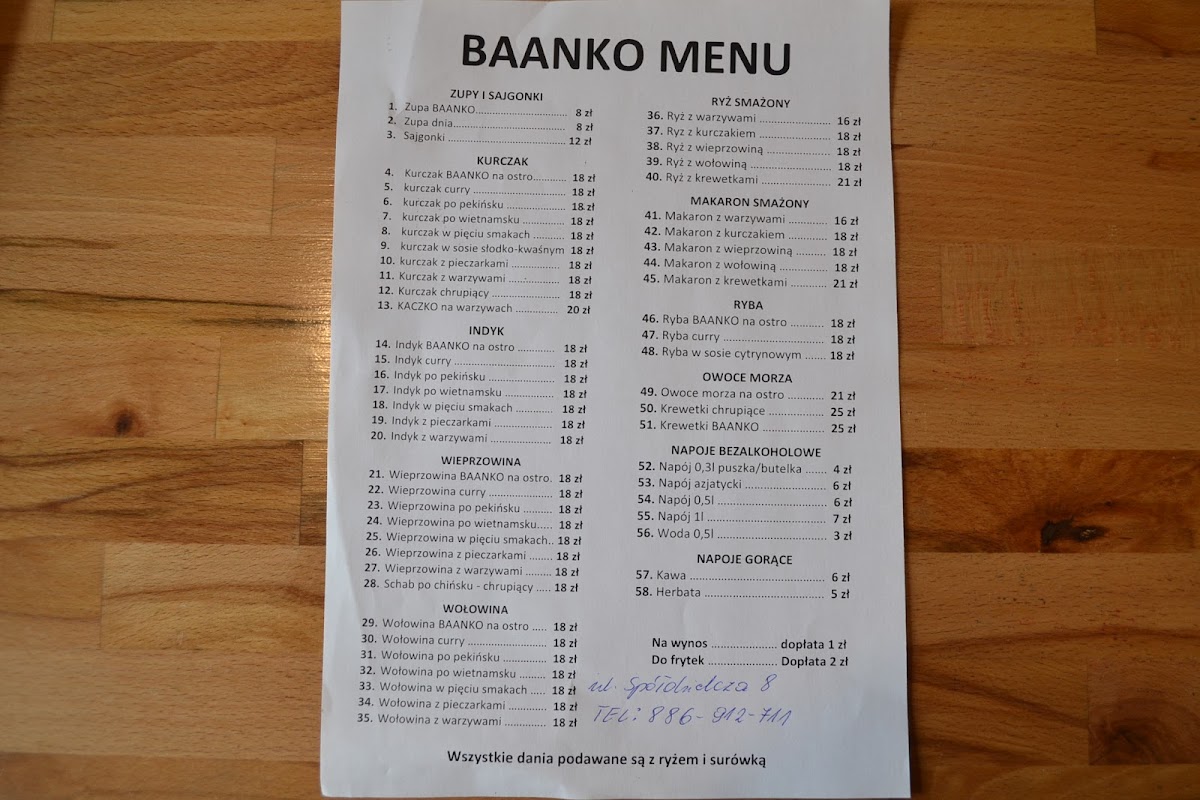 BAANKO MENU
ZUPY I SAJGONKI
1. Zupa BAANKO............................ 8 zł
2. Zupa dnia.................................. 8 zł
3. Sajgonki ............................................ 12 zł
KURCZAK
4. Kurczak BAANKO na ostro........... 18 zł
5. kurczak curry ............................ 18 zł
6. kurczak po pekińsku .................. 18 zł
7. kurczak po wietnamsku ............. 18 zł
8. kurczak w pięciu smakach .......... 18 zł
9. kurczak w sosie słodko-kwaśnym 18 zł
10. kurczak z pieczarkami ............... 18 zł
11. Kurczak z warzywami ................ 18 zł
12. Kurczak chrupiący ..................... 18 zł
13. KACZKO na warzywach .............. 20 zł
INDYK
14. Indyk BAANKO na ostro ............ 18 zł
15. Indyk curry ................................ 18 zł
16. Indyk po pekińsku ..................... 18 zł
17. Indyk po wietnamsku ................ 18 zł
18. Indyk w pięciu smakach ............ 18 zł
19. Indyk z pieczarkami .................. 18 zł
20. Indyk z warzywami ................... 18 zł
WIEPRZOWINA
21. Wieprzowina BAANKO na ostro. 18 zł
22. Wieprzowina curry .................... 18 zł
23. Wieprzowina po pekińsku ......... 18 zł
24. Wieprzowina po wietnamsku..... 18 zł
25. Wieprzowina w pięciu smakach.. 18 zł
26. Wieprzowina z pieczarkami ........ 18 zł
27. Wieprzowina z warzywami ......... 18 zł
28. Schab po chińsku - chrupiący ..... 18 zł
WOŁOWINA
29. Wołowina BAANKO na ostro ..... 18 zł
30. Wołowina curry ......................... 18 zł
31. Wołowina po pekińsku .............. 18 zł
32. Wołowina po wietnamsku ......... 18 zł
33. Wołowina w pięciu smakach ..... 18 zł
34. Wołowina z pieczarkami ............ 18 zł
35. Wołowina z warzywami ............. 18 zł
RYŻ SMAŻONY
36. Ryż z warzywami ....................... 16 zł
37. Ryz z kurczakiem ....................... 18 zł
38. Ryż z wieprzowiną .................... 18 zł
39. Ryż z wołowiną ......................... 18 zł
40. Ryż z krewetkami ...................... 21 zł
MAKARON SMAŻONY
41. Makaron z warzywami ............. 16 zł
42. Makaron z kurczakiem ............. 18 zł
43. Makaron z wieprzowiną .......... 18 zł
44. Makaron z wołowiną ................ 18 zł
45. Makaron z krewetkami ............. 21 zł
RYBA
46. Ryba BAANKO na ostro ........... 18 zł
47. Ryba curry ................................. 18 zł
48. Ryba w sosie cytrynowym ....... 18 zł
OWOCE MORZA
49. Owoce morza na ostro ............ 21 zł
50. Krewetki chrupiące .................. 25 zł
51. Krewetki BAANKO .................... 25 zł
NAPOJE BEZALKOHOLOWE
52. Napój 0,3l puszka/butelka ....... 4 zł
53. Napój azjatycki ........................... 6 zł
54. Napój 0,5l ................................... 6 zł
55. Napój 1l ....................................... 7 zł
56. Woda 0,5l ................................... 3 zł
NAPOJE GORĄCE
57. Kawa ............................................ 6 zł
58. Herbata ....................................... 5 zł
Na wynos ...................... dopłata 1 zł
Do frytek ...................... Dopłata 2 zł
ul. Spółdzielcza 8
TEL: 886-912-711
Wszystkie dania podawane są z ryżem i surówką